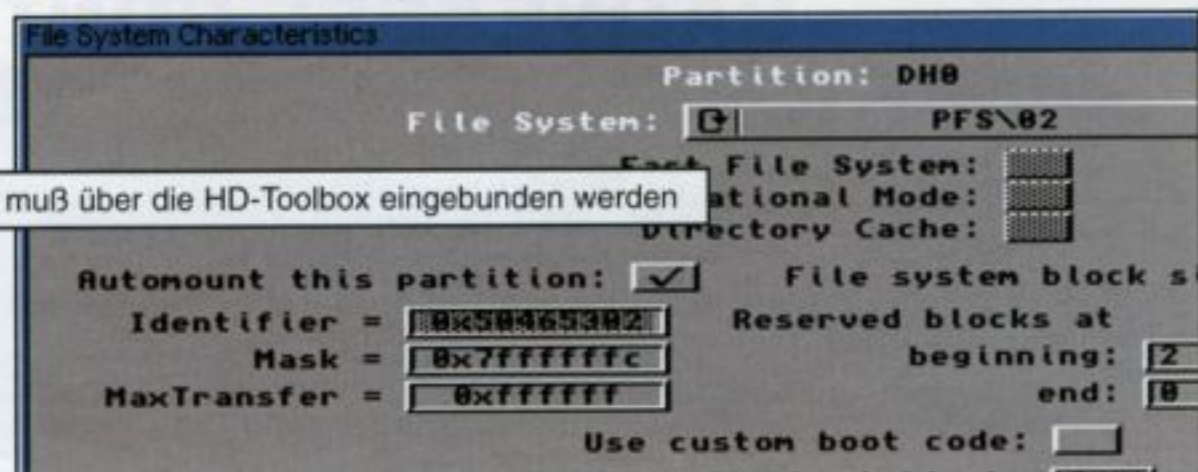 File System Characteristics
Partition: DH0
File System: PFS\02
Fast File System:
muß über die HD-Toolbox eingebunden werden
ational Mode:
Directory Cache:
Automount this partition: File system block si
Identifier = 0x50465302 Reserved blocks at
Mask = 0x7ffffffc beginning: 2
MaxTransfer = 0xffffff end: 0
Use custom boot code: